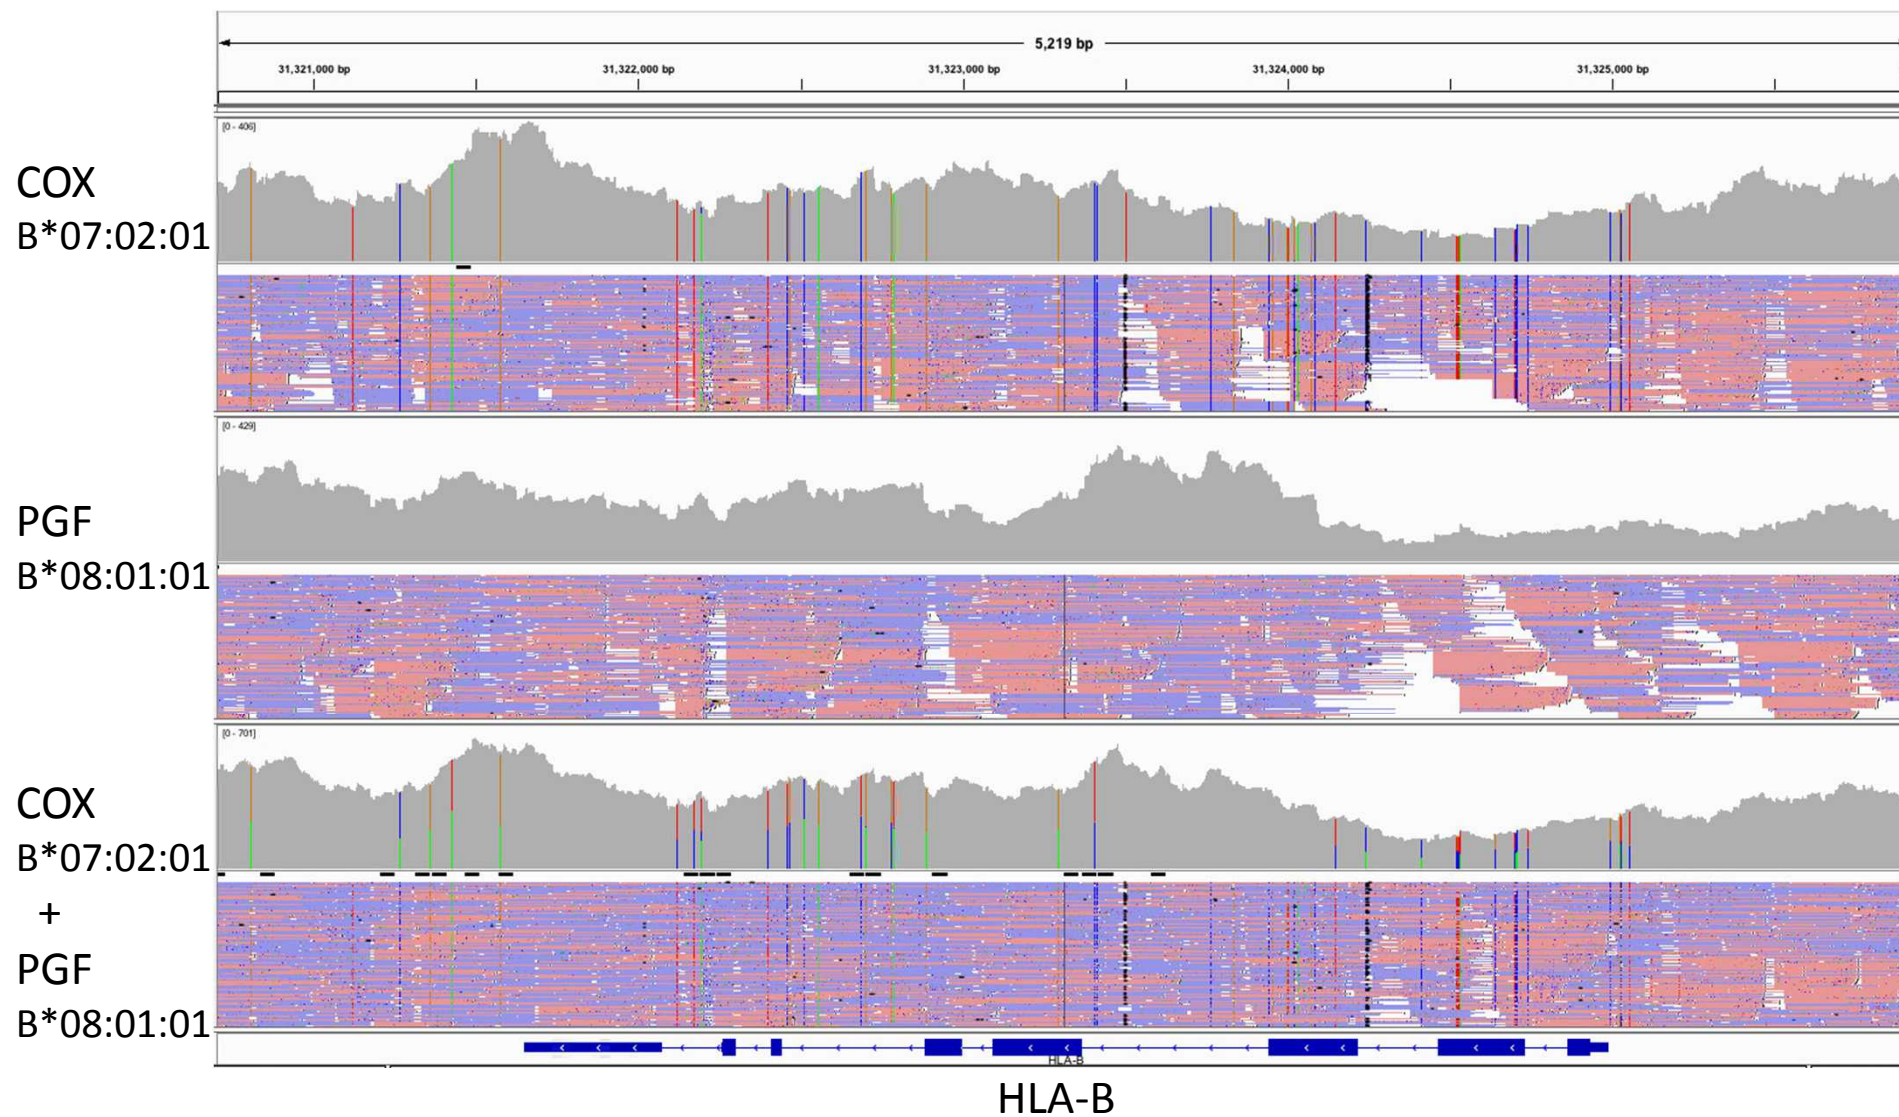 5,219 bp
31,321,000 bp 31,322,000 bp 31,323,000 bp 31,324,000 bp 31,325,000 bp
[0 - 406]
COX
B*07:02:01
[0 - 429]
PGF
B*08:01:01
[0 - 701]
COX
B*07:02:01
+
PGF
B*08:01:01
HLA-B
HLA-B